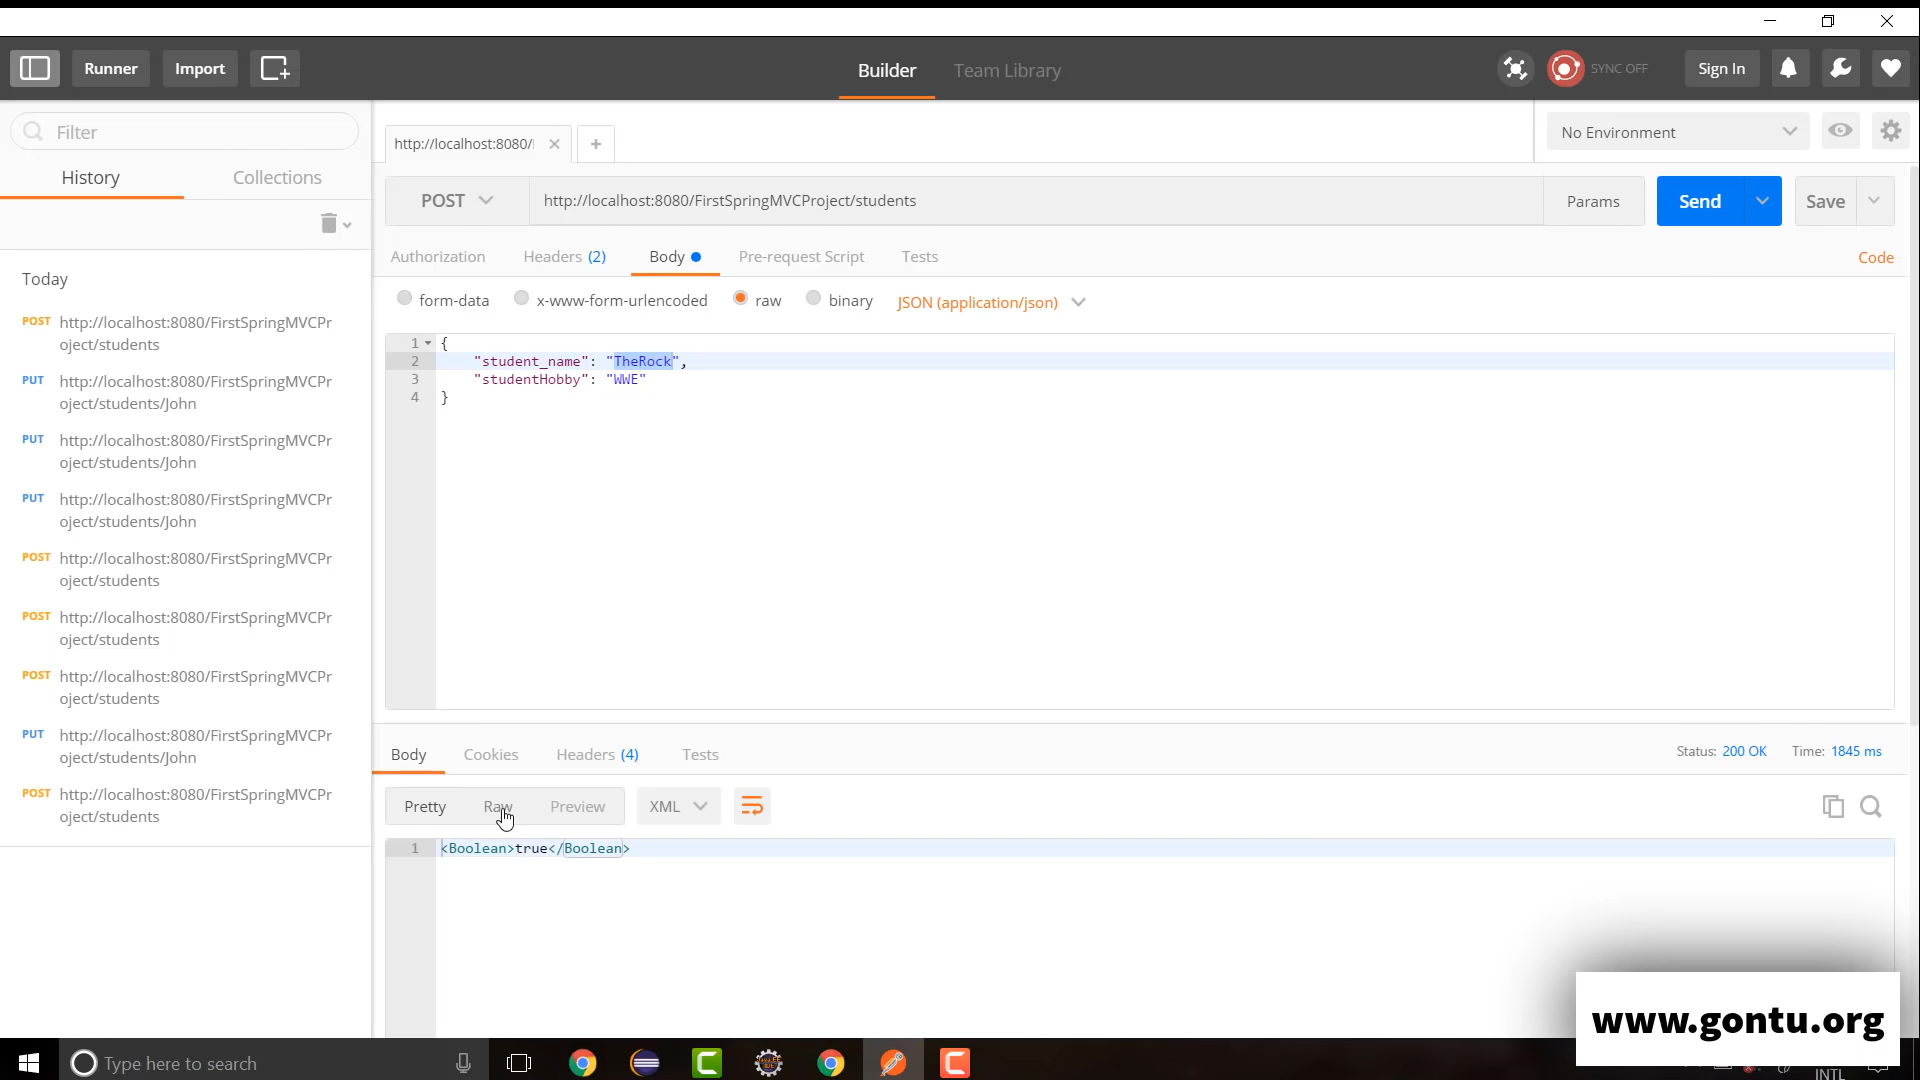 Runner
Import
Builder
Team Library
SYNC OFF
Sign In
Filter
http://localhost:8080/
No Environment
History
Collections
POST
http://localhost:8080/FirstSpringMVCProject/students
Params
Send
Save
Authorization
Headers (2)
Body
Pre-request Script
Tests
Code
form-data
x-www-form-urlencoded
raw
binary
JSON (application/json)
Today
POST http://localhost:8080/FirstSpringMVCPr
oject/students
PUT http://localhost:8080/FirstSpringMVCPr
oject/students/John
PUT http://localhost:8080/FirstSpringMVCPr
oject/students/John
PUT http://localhost:8080/FirstSpringMVCPr
oject/students/John
POST http://localhost:8080/FirstSpringMVCPr
oject/students
POST http://localhost:8080/FirstSpringMVCPr
oject/students
POST http://localhost:8080/FirstSpringMVCPr
oject/students
PUT http://localhost:8080/FirstSpringMVCPr
oject/students/John
POST http://localhost:8080/FirstSpringMVCPr
oject/students
1 {
2 "student_name": "TheRock",
3 "studentHobby": "WWE"
4 }
Body
Cookies
Headers (4)
Tests
Status: 200 OK
Time: 1845 ms
Pretty
Raw
Preview
XML
1 <Boolean>true</Boolean>
www.gontu.org
Type here to search
INTL